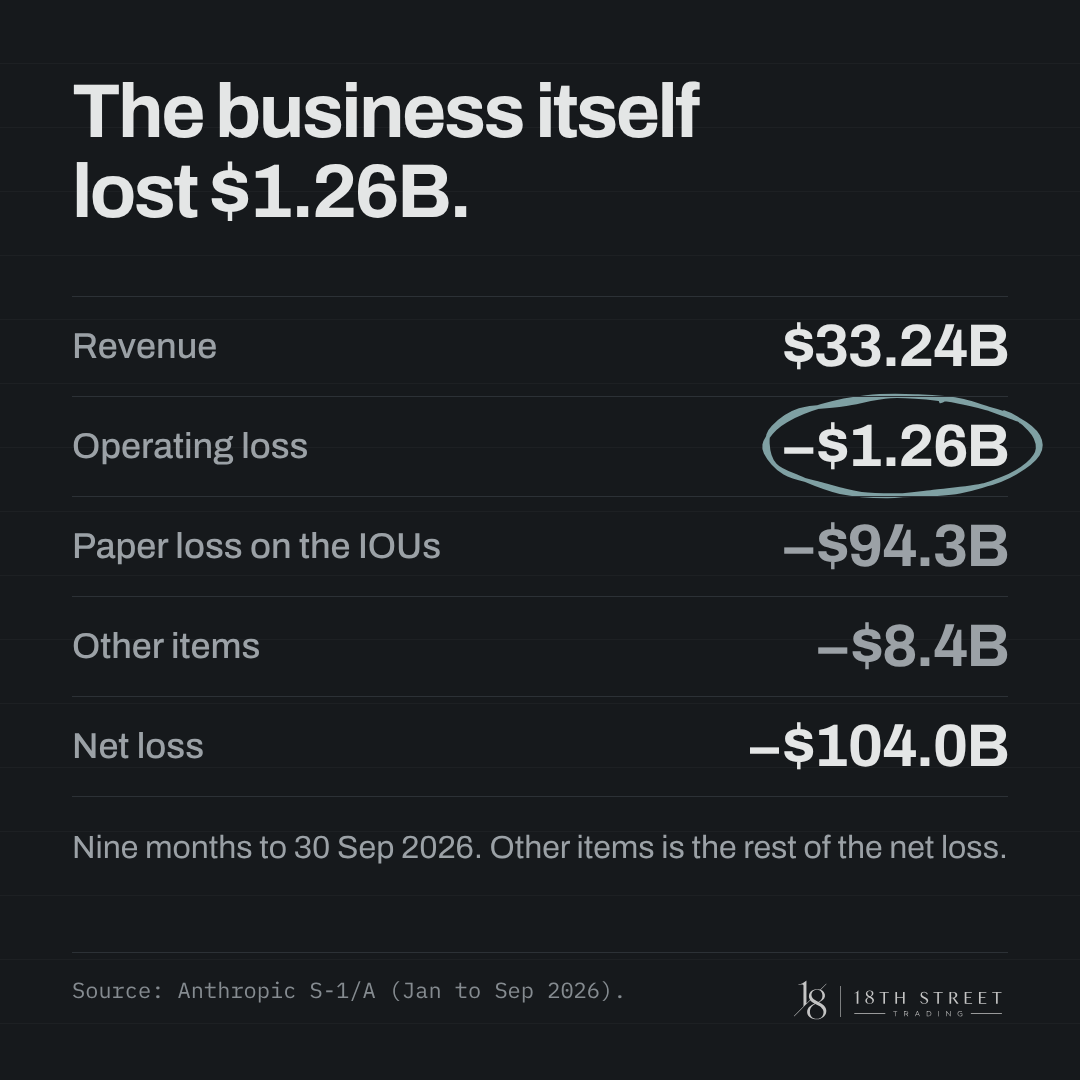 The business itself
lost $1.26B.
Revenue $33.24B
Operating loss –$1.26B
Paper loss on the IOUs –$94.3B
Other items –$8.4B
Net loss –$104.0B
Nine months to 30 Sep 2026. Other items is the rest of the net loss.
Source: Anthropic S-1/A (Jan to Sep 2026).
18 18TH STREET
TRADING